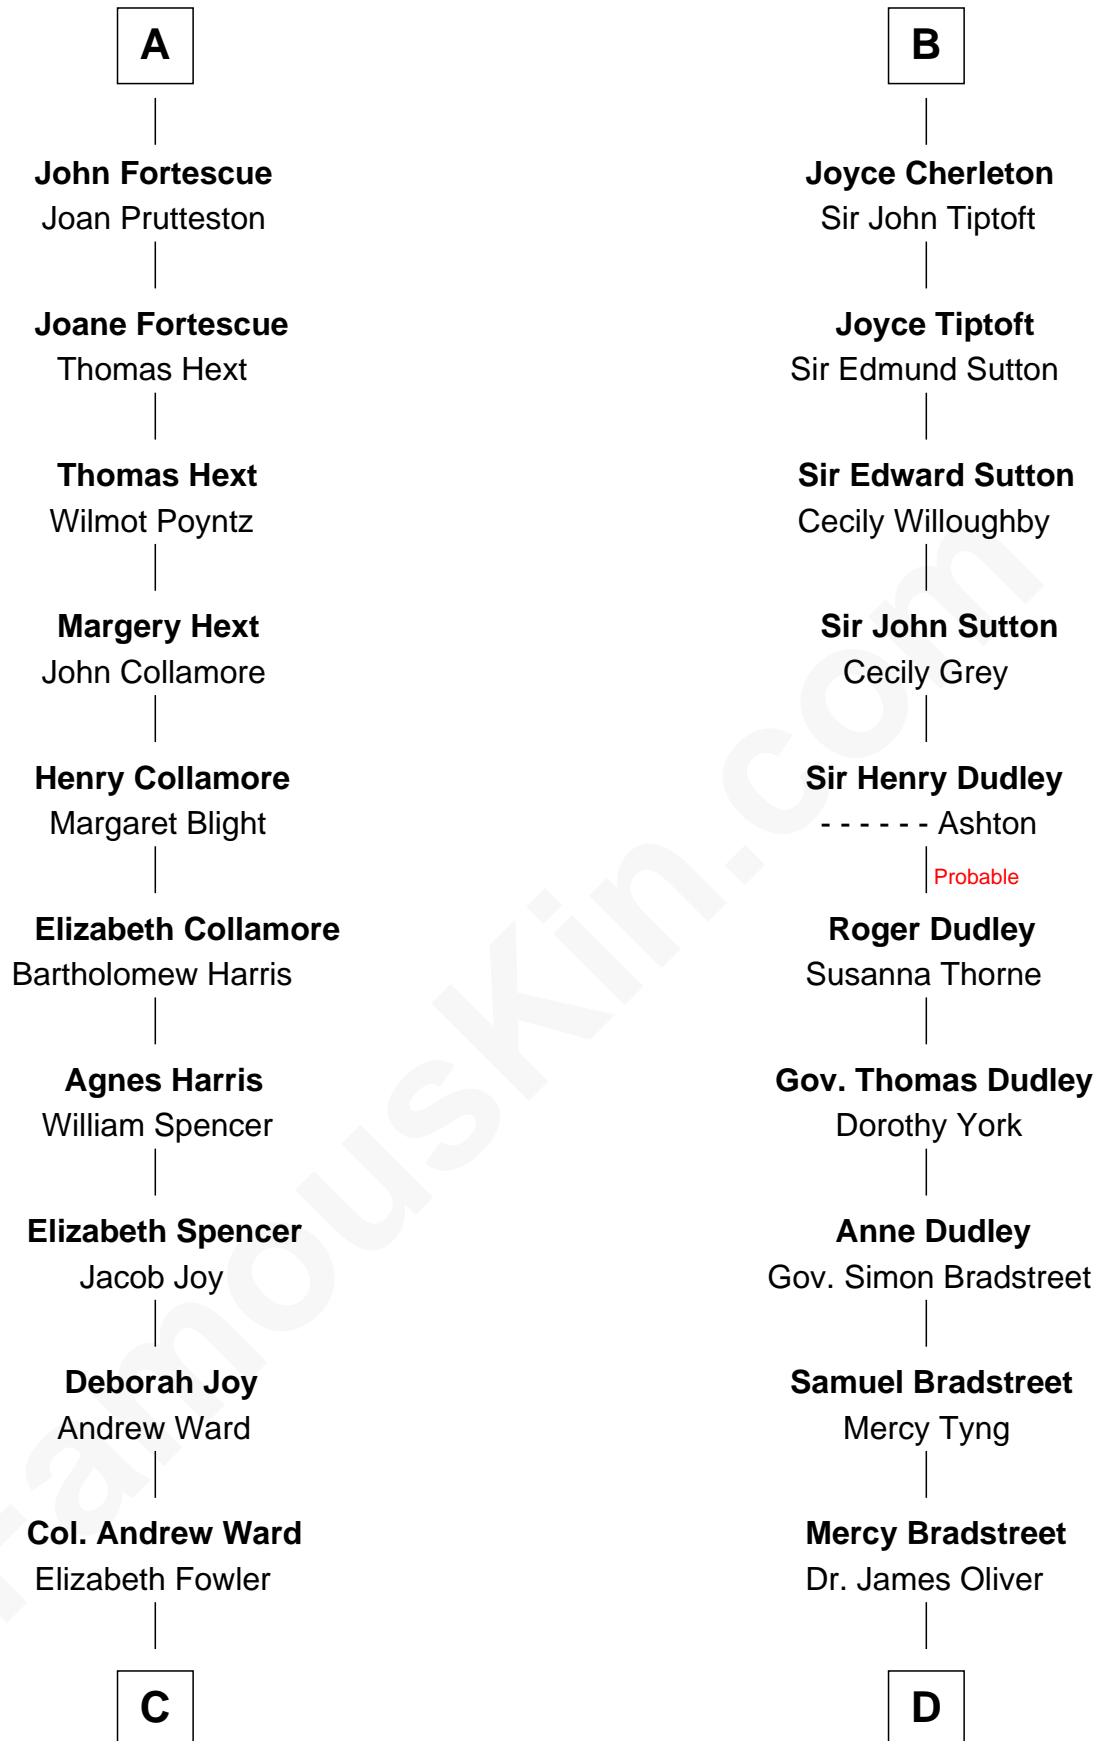 A
John Fortescue
Joan Prutteston
Joane Fortescue
Thomas Hext
Thomas Hext
Wilmot Poyntz
Margery Hext
John Collamore
Henry Collamore
Margaret Blight
Elizabeth Collamore
Bartholomew Harris
Agnes Harris
William Spencer
Elizabeth Spencer
Jacob Joy
Deborah Joy
Andrew Ward
Col. Andrew Ward
Elizabeth Fowler
C
B
Joyce Cherleton
Sir John Tiptoft
Joyce Tiptoft
Sir Edmund Sutton
Sir Edward Sutton
Cecily Willoughby
Sir John Sutton
Cecily Grey
Sir Henry Dudley
- - - - - - Ashton
Probable
Roger Dudley
Susanna Thorne
Gov. Thomas Dudley
Dorothy York
Anne Dudley
Gov. Simon Bradstreet
Samuel Bradstreet
Mercy Tyng
Mercy Bradstreet
Dr. James Oliver
D
FamousKin.com